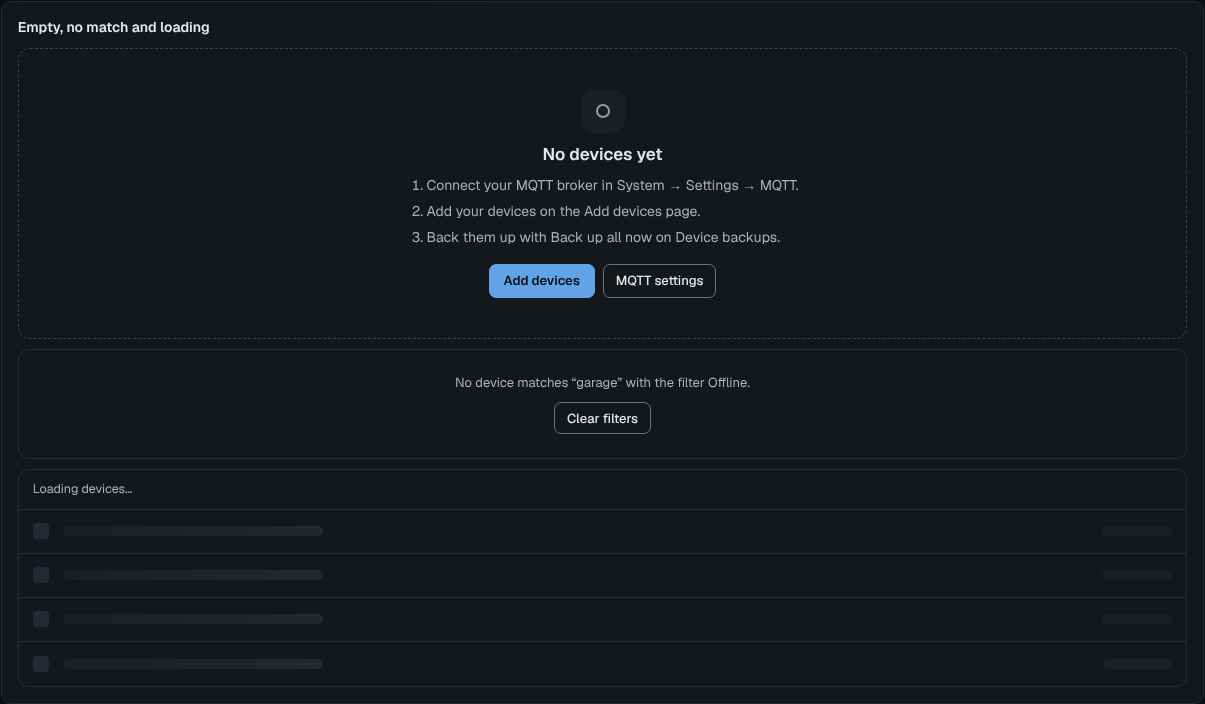 Empty, no match and loading
No devices yet
1. Connect your MQTT broker in System → Settings → MQTT.
2. Add your devices on the Add devices page.
3. Back them up with Back up all now on Device backups.
Add devices
MQTT settings
No device matches “garage” with the filter Offline.
Clear filters
Loading devices…